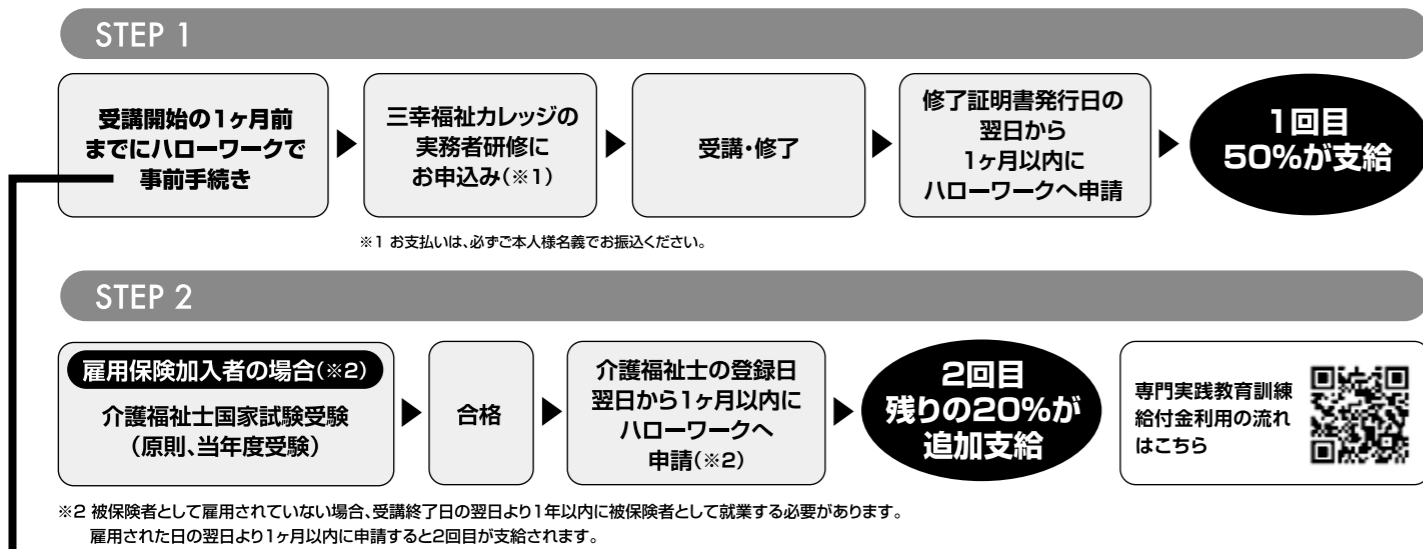 STEP 1
受講開始の1ヶ月前
までにハローワークで
事前手続き
三幸福祉カレッジの
実務者研修に
お申込み(※1)
受講・修了
修了証明書発行日の
翌日から
1ヶ月以内に
ハローワークへ申請
1回目
50%が支給
※1 お支払いは、必ずご本人様名義でお振込ください。
STEP 2
雇用保険加入者の場合(※2)
介護福祉士国家試験受験
(原則、当年度受験)
合格
介護福祉士の登録日
翌日から1ヶ月以内に
ハローワークへ
申請(※2)
2回目
残りの20%が
追加支給
専門実践教育訓練
給付金利用の流れ
はこちら
※2 被保険者として雇用されていない場合、受講終了日の翌日より1年以内に被保険者として就業する必要があります。
雇用された日の翌日より1ヶ月以内に申請すると2回目が支給されます。